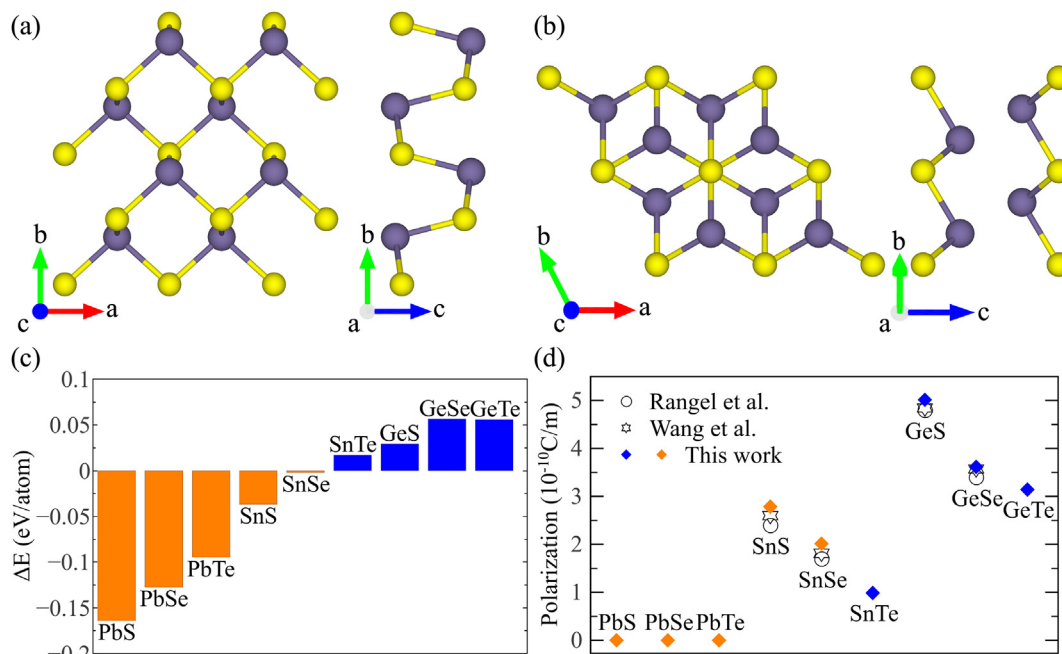 (a)
b
c
a
b
a
c
(b)
b
c
a
b
a
c
(c)
0.1
0.05
0
−0.05
−0.1
−0.15
−0.2
ΔE (eV/atom)
PbS
PbSe
PbTe
SnS
SnSe
SnTe
GeS
GeSe
GeTe
(d)
5
4
3
2
1
0
Polarization (10⁻¹⁰C/m)
Rangel et al.
Wang et al.
This work
PbS
PbSe
PbTe
SnS
SnSe
SnTe
GeS
GeSe
GeTe